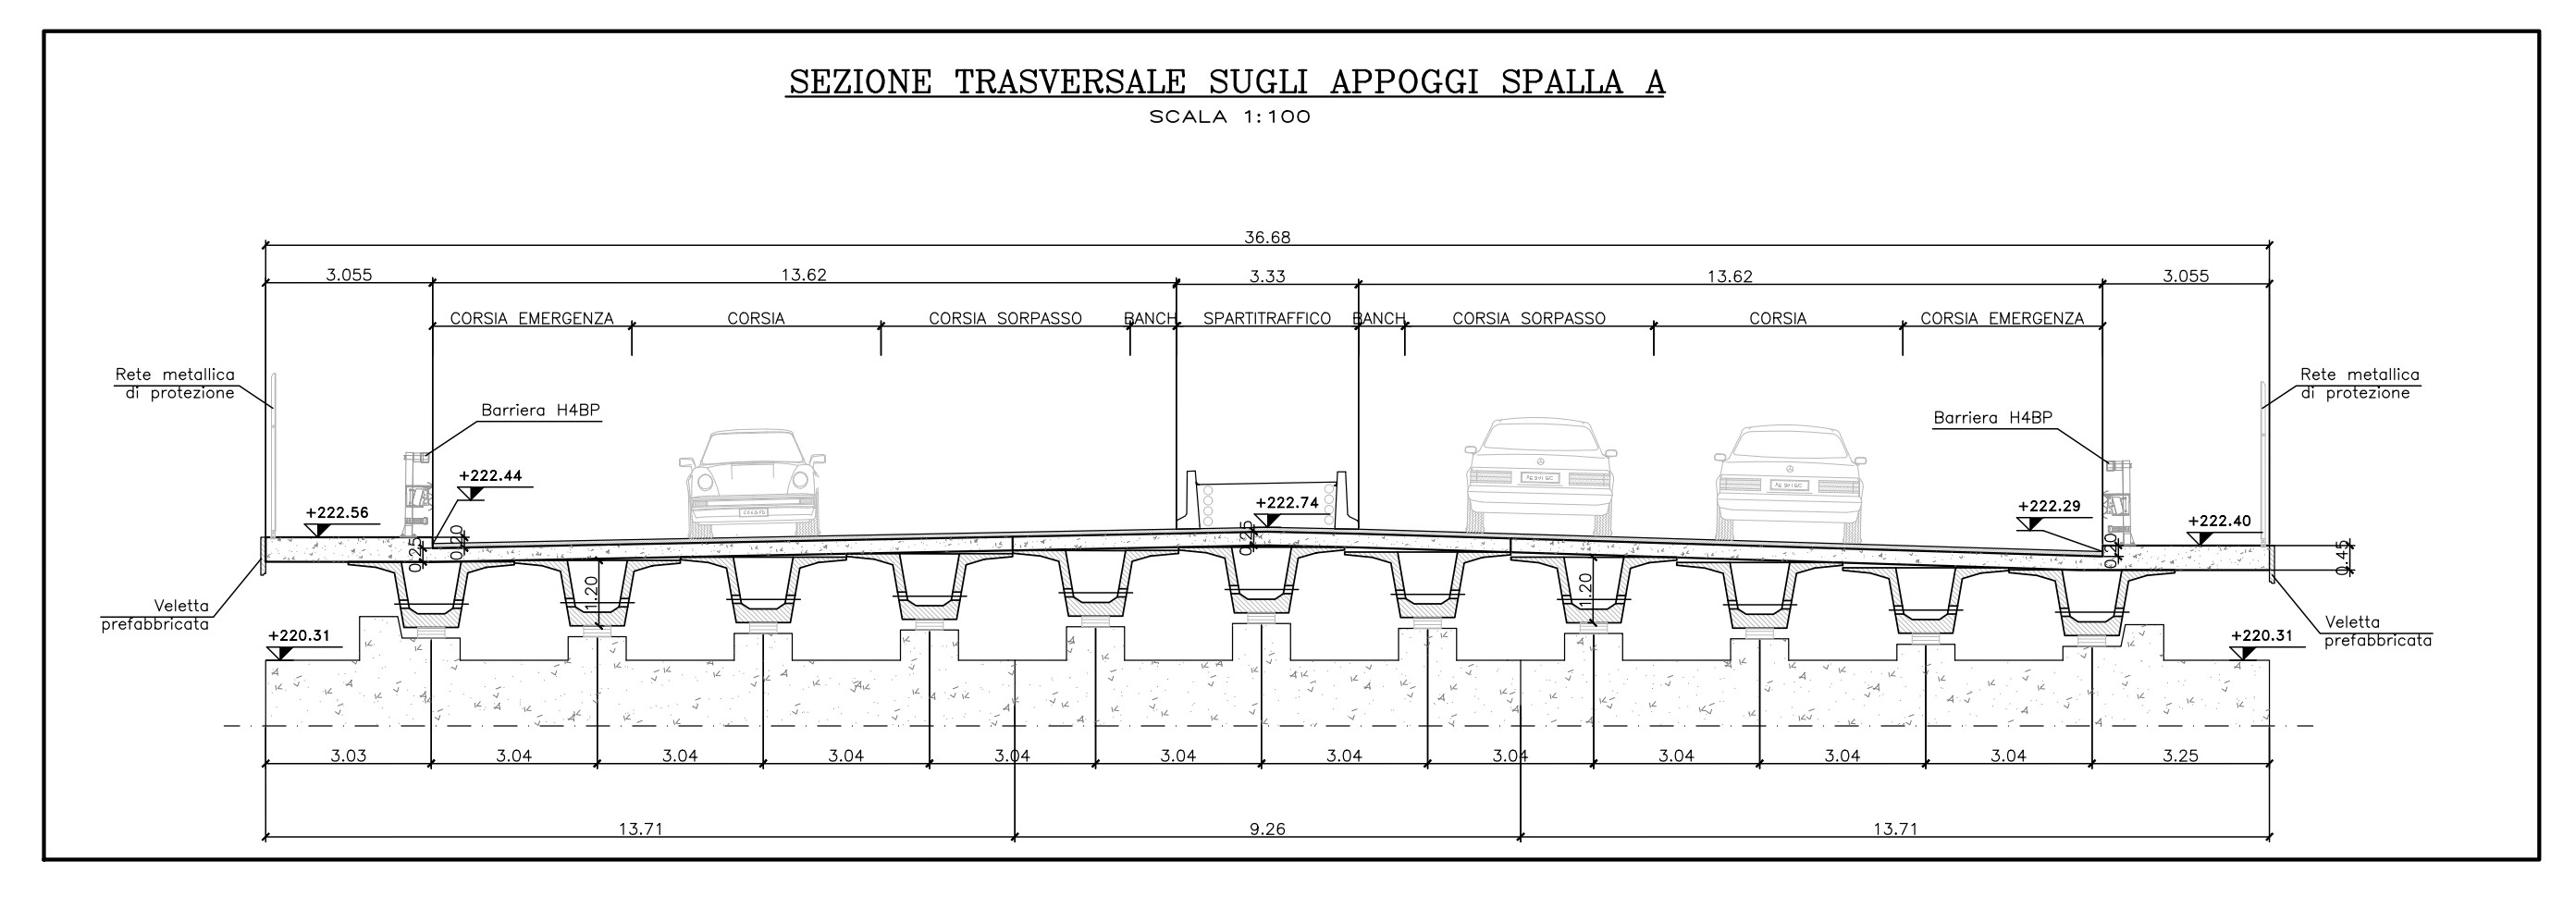 SEZIONE TRASVERSALE SUGLI APPOGGI SPALLA A
SCALA 1:100
36.68
3.055 13.62 3.33 13.62 3.055
CORSIA EMERGENZA CORSIA CORSIA SORPASSO BANCH SPARTITRAFFICO BANCH CORSIA SORPASSO CORSIA CORSIA EMERGENZA
Rete metallica
di protezione
Rete metallica
di protezione
Barriera H4BP
Barriera H4BP
+222.44
+222.56
+222.74
+222.29
+222.40
0.25
0.20
0.25
0.20
0.45
1.20
1.20
Veletta
prefabbricata
Veletta
prefabbricata
+220.31
+220.31
3.03 3.04 3.04 3.04 3.04 3.04 3.04 3.04 3.04 3.04 3.04 3.25
13.71 9.26 13.71